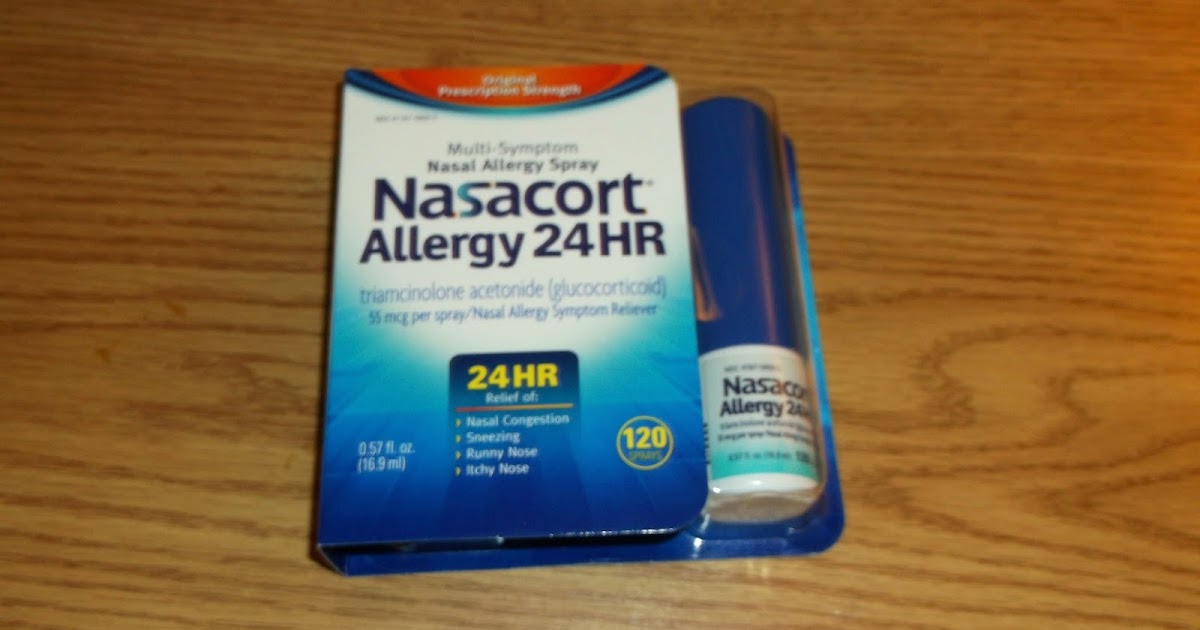 Original
Prescription Strength
Multi-Symptom
Nasal Allergy Spray
Nasacort
Allergy 24HR
triamcinolone acetonide (glucocorticoid)
55 mcg per spray/Nasal Allergy Symptom Reliever
24HR
Relief of:
Nasal Congestion
Sneezing
Runny Nose
Itchy Nose
0.57 fl. oz.
(16.9 ml)
120
SPRAYS
Nasacor
Allergy 24